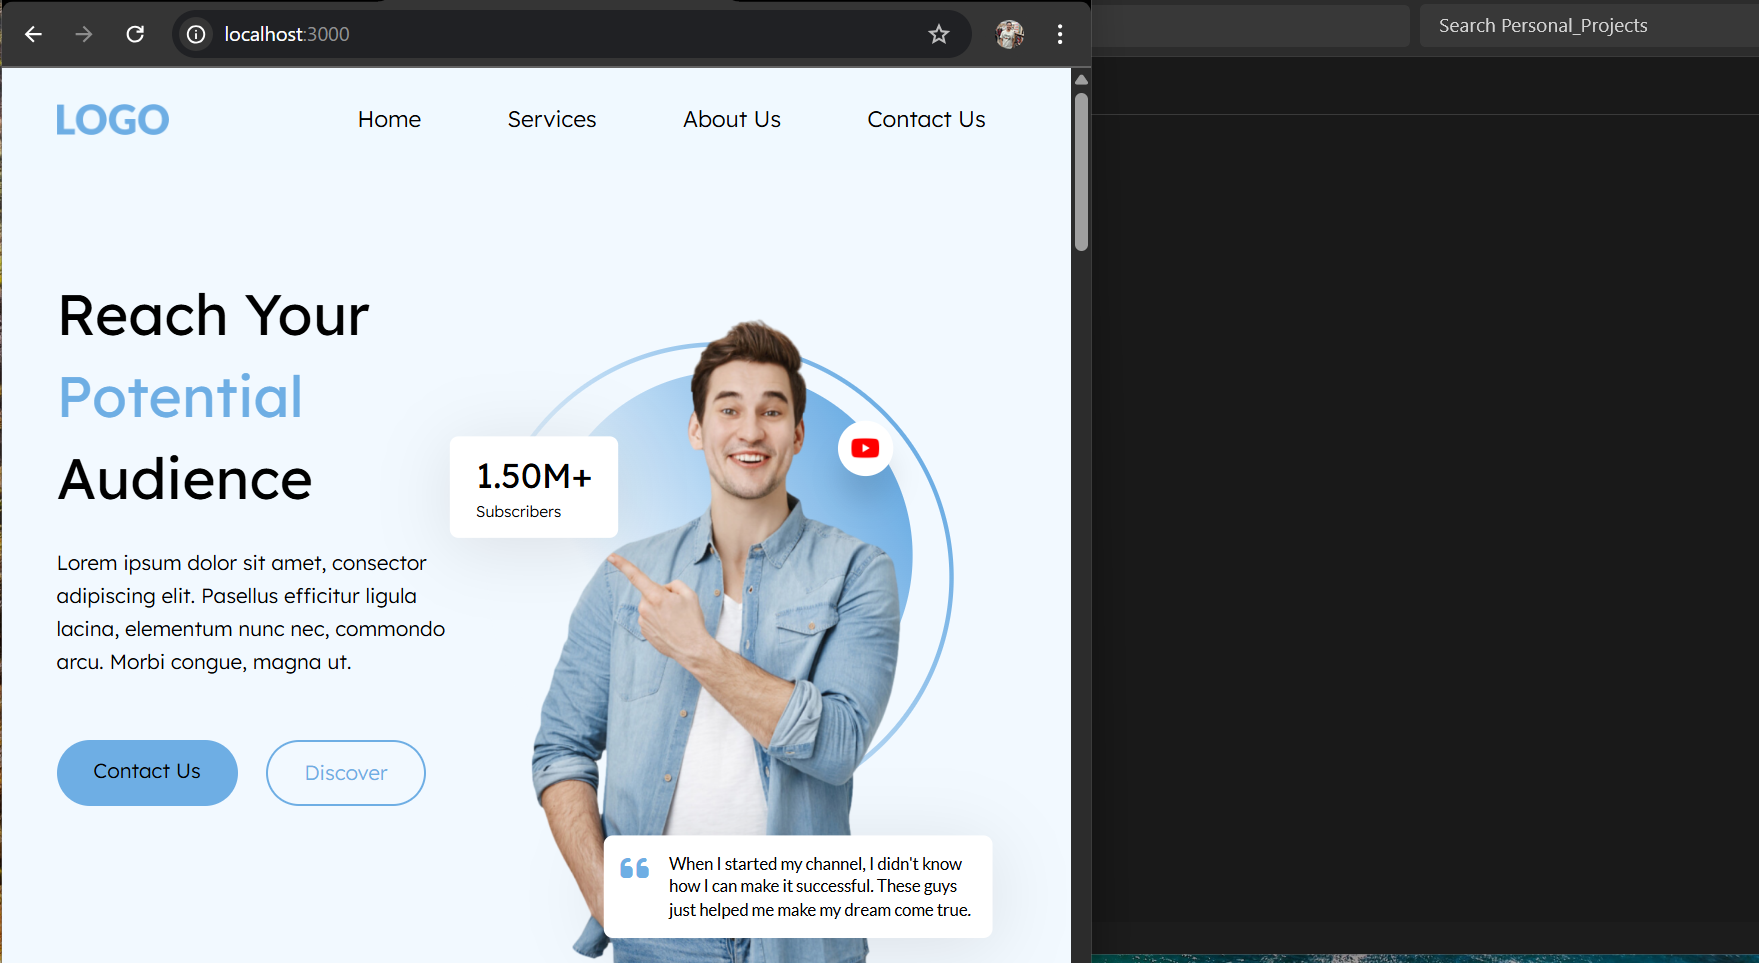 localhost:3000
Search Personal_Projects
LOGO
Home Services About Us Contact Us
Reach Your
Potential
Audience
1.50M+
Subscribers
Lorem ipsum dolor sit amet, consector
adipiscing elit. Pasellus efficitur ligula
lacina, elementum nunc nec, commondo
arcu. Morbi congue, magna ut.
Contact Us Discover
When I started my channel, I didn't know
how I can make it successful. These guys
just helped me make my dream come true.